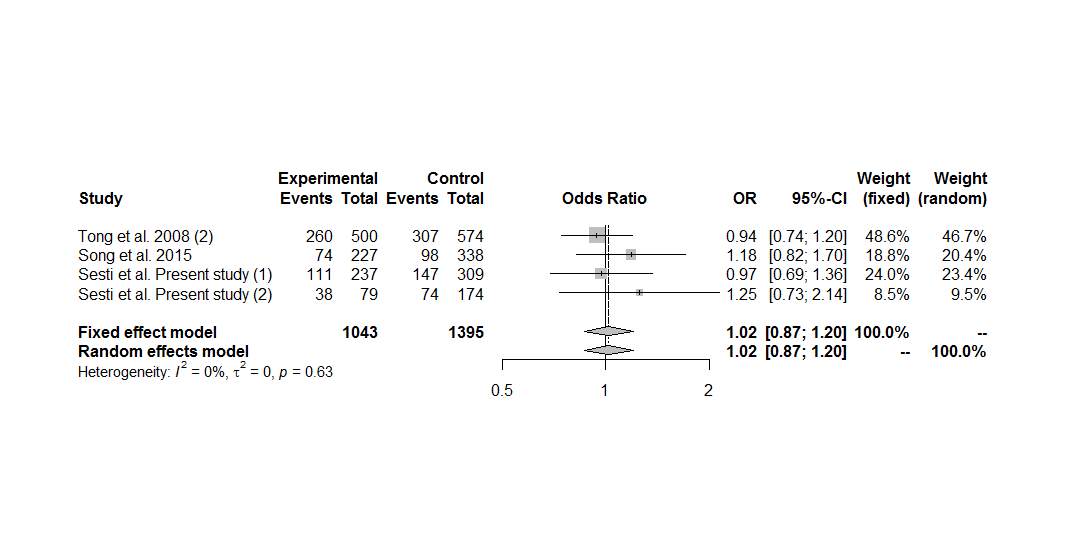 Experimental Control Weight Weight
Study Events Total Events Total Odds Ratio OR 95%-CI (fixed) (random)
Tong et al. 2008 (2) 260 500 307 574 0.94 [0.74; 1.20] 48.6% 46.7%
Song et al. 2015 74 227 98 338 1.18 [0.82; 1.70] 18.8% 20.4%
Sesti et al. Present study (1) 111 237 147 309 0.97 [0.69; 1.36] 24.0% 23.4%
Sesti et al. Present study (2) 38 79 74 174 1.25 [0.73; 2.14] 8.5% 9.5%
Fixed effect model 1043 1395 1.02 [0.87; 1.20] 100.0% --
Random effects model 1.02 [0.87; 1.20] -- 100.0%
Heterogeneity: I² = 0%, τ² = 0, p = 0.63
0.5 1 2